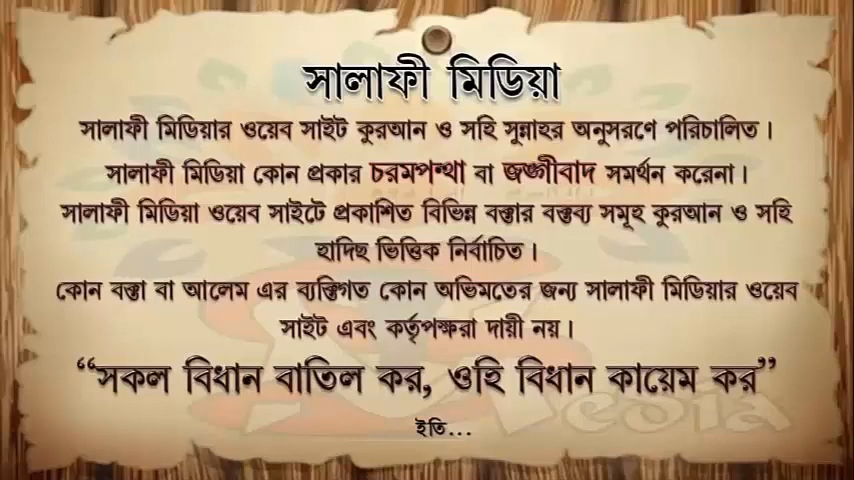 সালাফী মিডিয়া
সালাফী মিডিয়ার ওয়েব সাইট কুরআন ও সহি সুন্নাহর অনুসরণে পরিচালিত।
সালাফী মিডিয়া কোন প্রকার চরমপন্থা বা জঙ্গীবাদ সমর্থন করেনা।
সালাফী মিডিয়া ওয়েব সাইটে প্রকাশিত বিভিন্ন বক্তার বক্তব্য সমূহ কুরআন ও সহি
হাদিছ ভিত্তিক নির্বাচিত।
কোন বক্তা বা আলেম এর ব্যক্তিগত কোন অভিমতের জন্য সালাফী মিডিয়ার ওয়েব
সাইট এবং কর্তৃপক্ষরা দায়ী নয়।
“সকল বিধান বাতিল কর, ওহি বিধান কায়েম কর”
Media
ইতি...